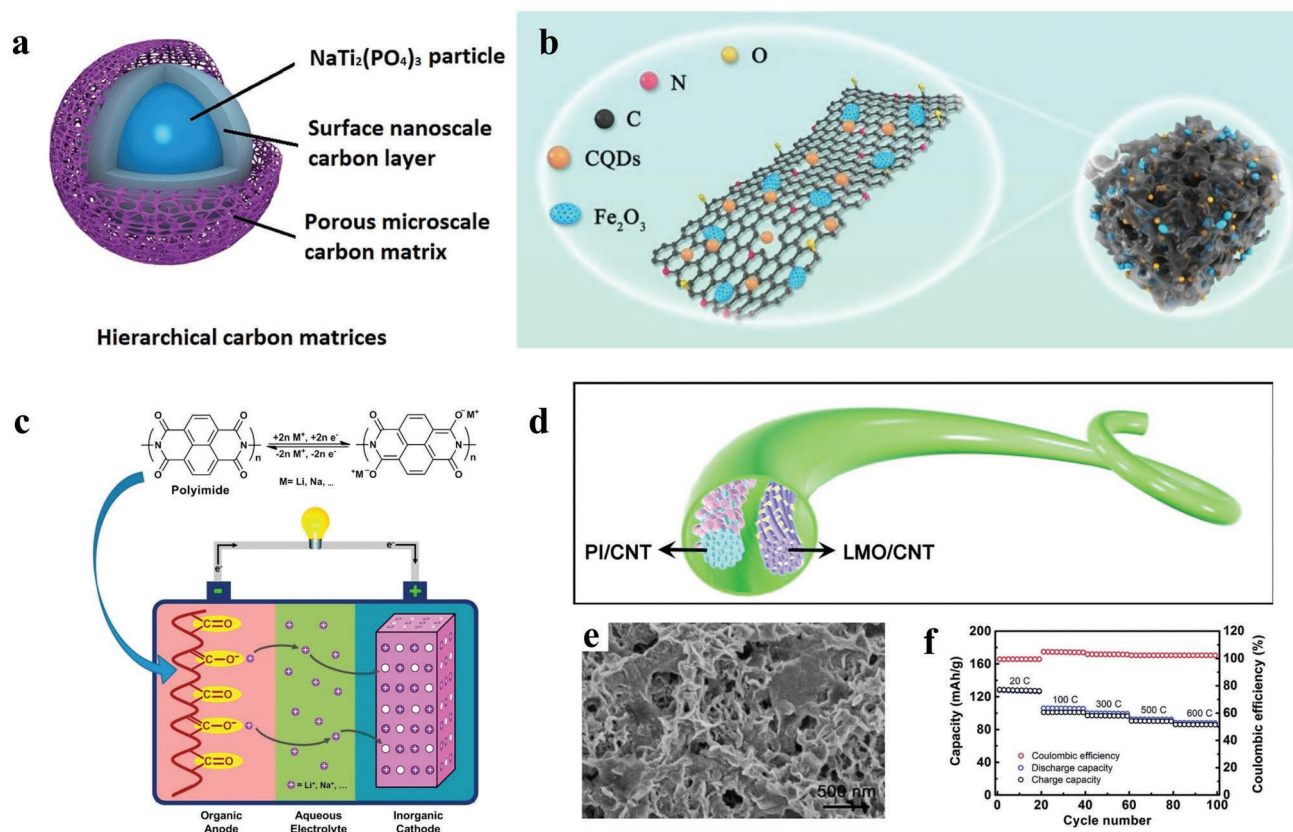 a
NaTi₂(PO₄)₃ particle
Surface nanoscale
carbon layer
Porous microscale
carbon matrix
Hierarchical carbon matrices
b
O
N
C
CQDs
Fe₂O₃
c
O
O
O
O⁻M⁺
N
N
N
N
n
n
+2n M⁺, +2n e⁻
-2n M⁺, -2n e⁻
O
O
⁺M⁻O
O
Polyimide
M= Li, Na, ...
e⁻
e⁻
-
+
C=O
C-O⁻
C=O
C-O⁻
C=O
= Li⁺, Na⁺, ...
Organic
Anode
Aqueous
Electrolyte
Inorganic
Cathode
d
PI/CNT
LMO/CNT
e
500 nm
f
Capacity (mAh/g)
200
160
120
80
40
0
120
100
80
60
40
20
0
Coulombic efficiency (%)
20 C
100 C
300 C
500 C
600 C
Coulombic efficiency
Discharge capacity
Charge capacity
0
20
40
60
80
100
Cycle number